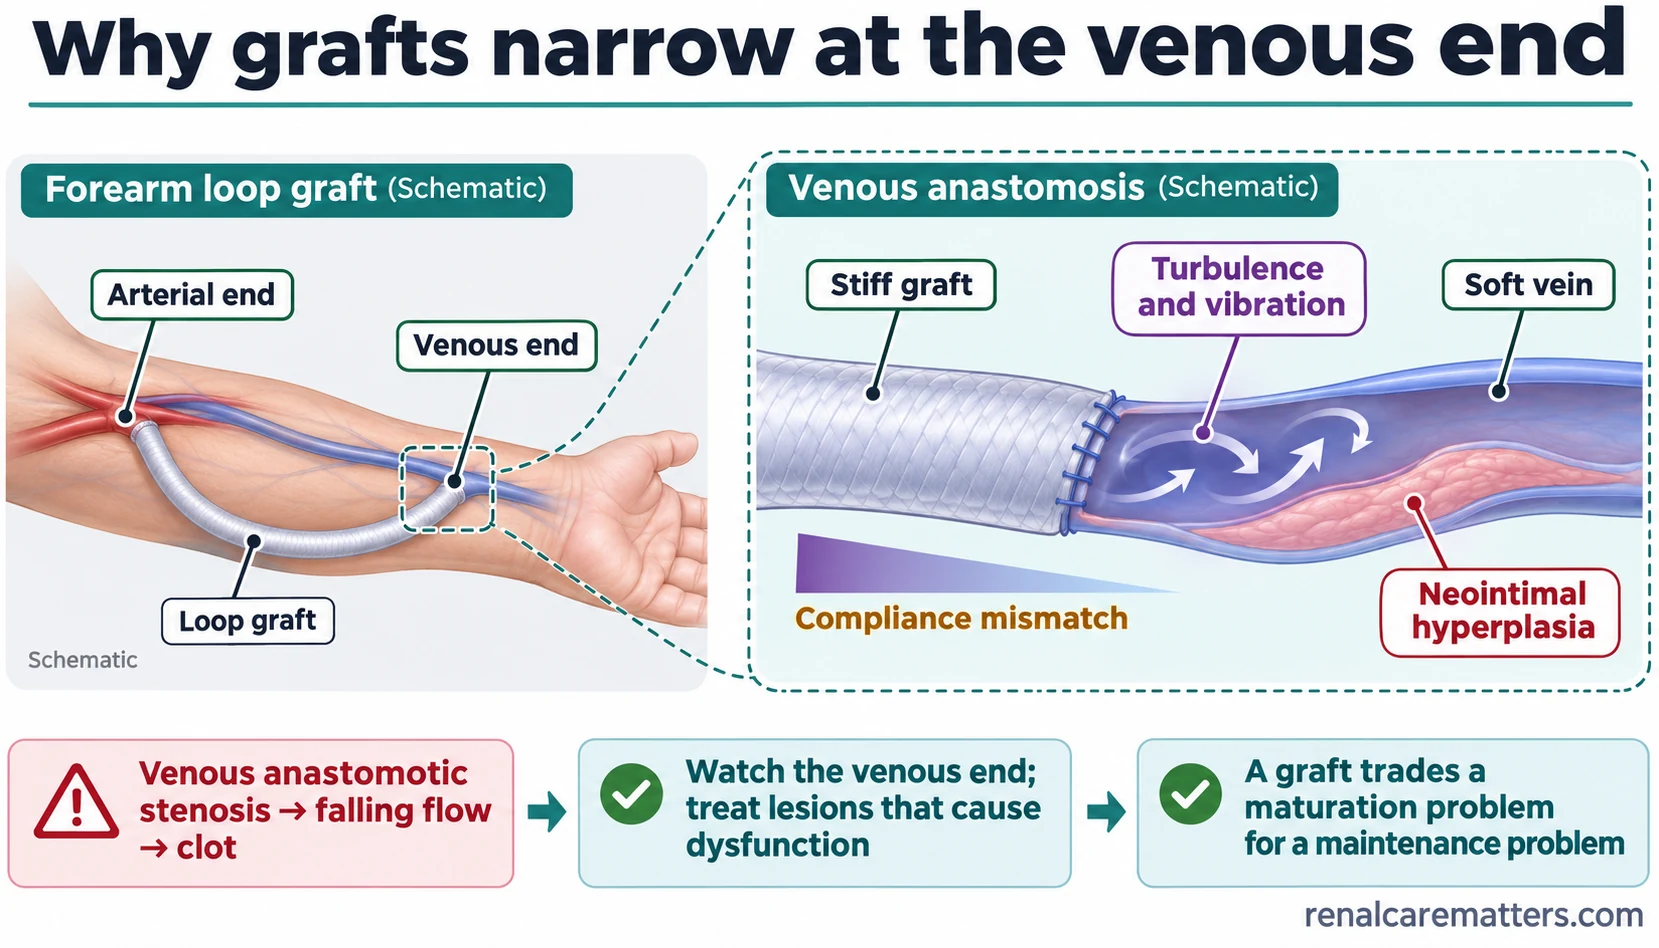 Why grafts narrow at the venous end
Forearm loop graft (Schematic)
Arterial end
Venous end
Loop graft
Schematic
Venous anastomosis (Schematic)
Stiff graft
Turbulence
and vibration
Soft vein
Compliance mismatch
Neointimal
hyperplasia
Venous anastomotic
stenosis → falling flow
→ clot
Watch the venous end;
treat lesions that cause
dysfunction
A graft trades a
maturation problem
for a maintenance problem
renalcarematters.com